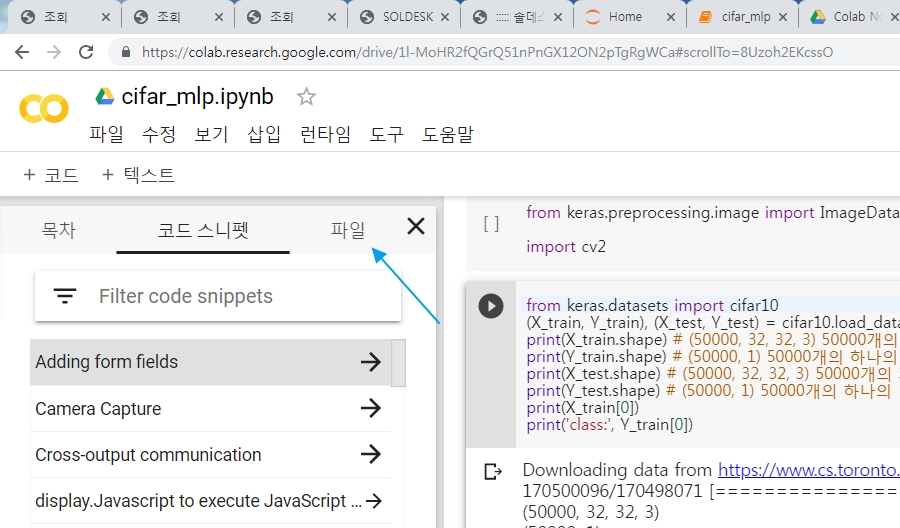 조회 조회 조회 SOLDESK ::::: 솔데스 Home cifar_mlp Colab No
https://colab.research.google.com/drive/1l-MoHR2fQGrQ51nPnGX12ON2pTgRgWCa#scrollTo=8Uzoh2EKcssO
CO cifar_mlp.ipynb
파일 수정 보기 삽입 런타임 도구 도움말
+ 코드 + 텍스트
목차 코드 스니펫 파일
Filter code snippets
Adding form fields
Camera Capture
Cross-output communication
display.Javascript to execute JavaScript ...
[ ] from keras.preprocessing.image import ImageData
import cv2
from keras.datasets import cifar10
(X_train, Y_train), (X_test, Y_test) = cifar10.load_data
print(X_train.shape) # (50000, 32, 32, 3) 50000개의
print(Y_train.shape) # (50000, 1) 50000개의 하나의
print(X_test.shape) # (50000, 32, 32, 3) 50000개의
print(Y_test.shape) # (50000, 1) 50000개의 하나의
print(X_train[0])
print('class:', Y_train[0])
Downloading data from https://www.cs.toronto.
170500096/170498071 [================
(50000, 32, 32, 3)
(50000, 1)